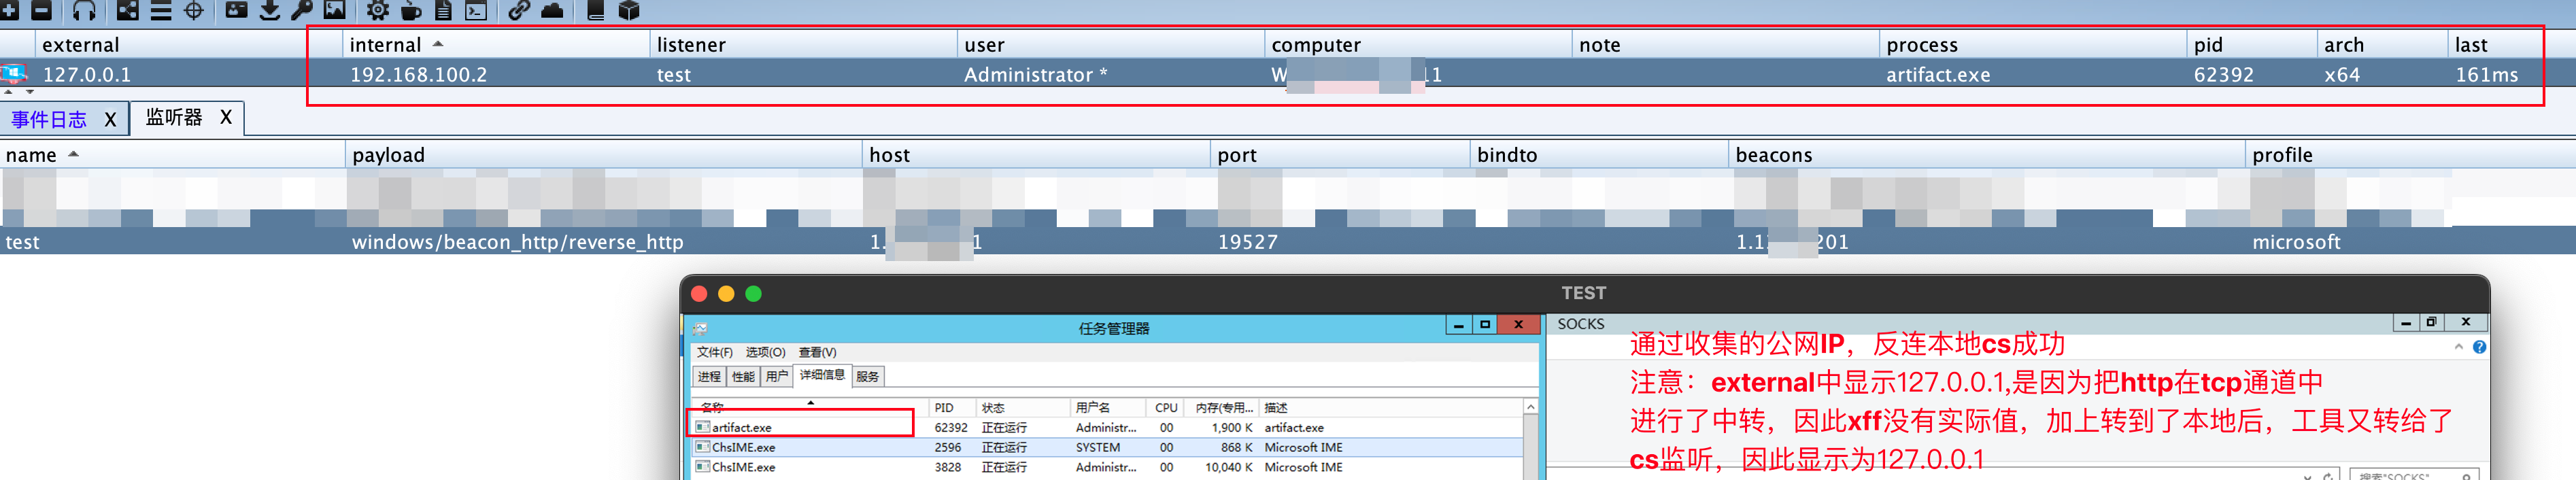 external internal listener user computer note process pid arch last
127.0.0.1 192.168.100.2 test Administrator * W 11 artifact.exe 62392 x64 161ms
事件日志 X 监听器 X
name payload host port bindto beacons profile
test windows/beacon_http/reverse_http 1. 1 19527 1.1 201 microsoft
TEST
任务管理器
SOCKS
文件(F) 选项(O) 查看(V)
进程 性能 用户 详细信息 服务
名称 PID 状态 用户名 CPU 内存(专用... 描述
artifact.exe 62392 正在运行 Administr... 00 1,900 K artifact.exe
ChsIME.exe 2596 正在运行 SYSTEM 00 868 K Microsoft IME
ChsIME.exe 3828 正在运行 Administr... 00 10,040 K Microsoft IME
通过收集的公网IP，反连本地cs成功
注意：external中显示127.0.0.1,是因为把http在tcp通道中
进行了中转，因此xff没有实际值，加上转到了本地后，工具又转给了
cs监听，因此显示为127.0.0.1
搜索"SOCKS"